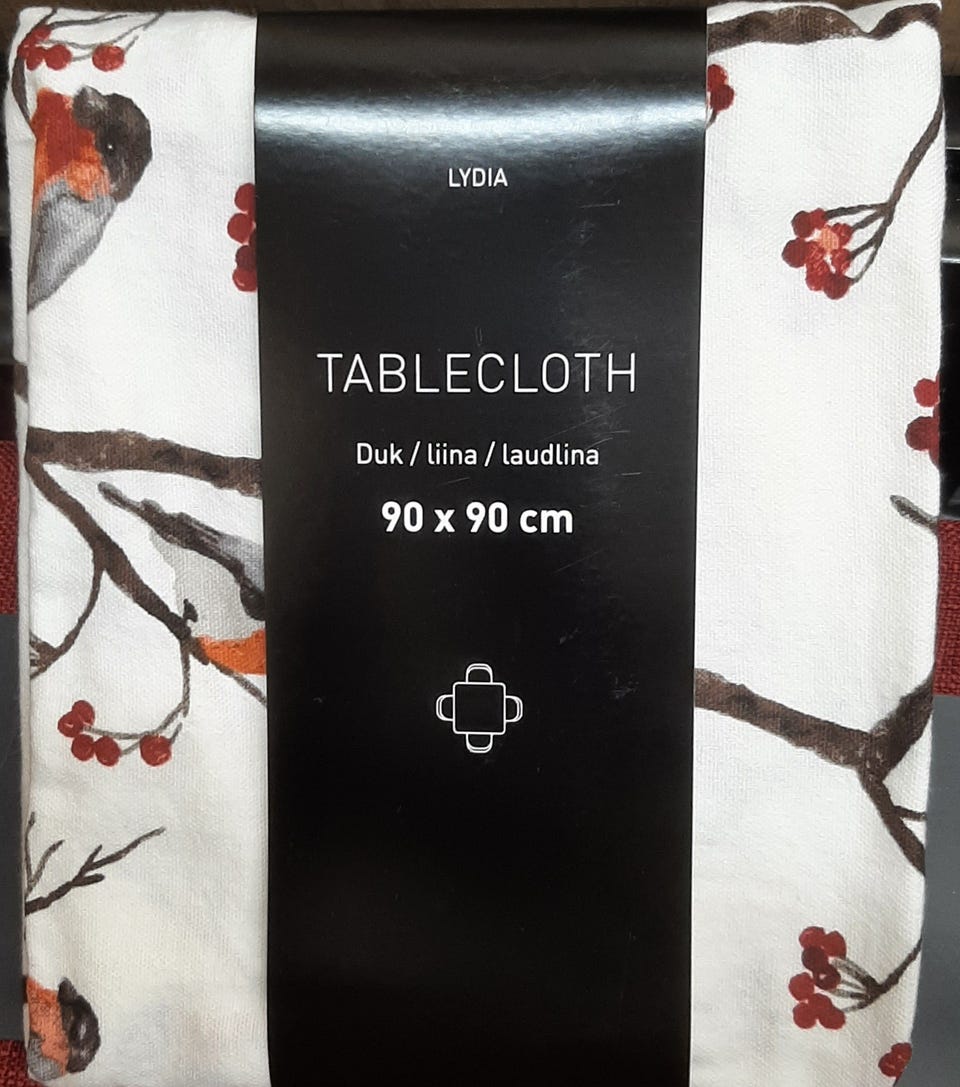 LYDIA
TABLECLOTH
Duk / liina / laudlina
90 x 90 cm